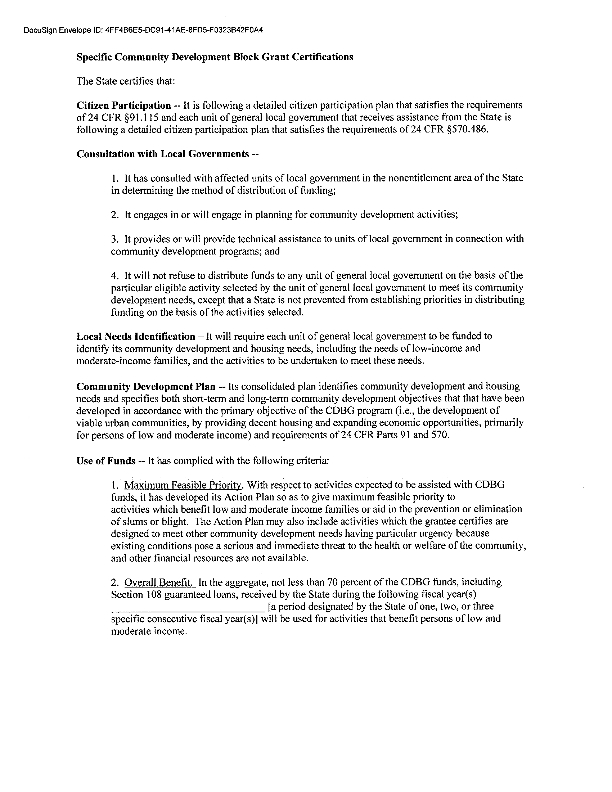 DocuSign Envelope ID: 4FF4B6E5-DC91-41AE-8FD5-F0323B42F0A4
Specific Community Development Block Grant Certifications
The State certifies that:
Citizen Participation -- It is following a detailed citizen participation plan that satisfies the requirements
of 24 CFR §91.115 and each unit of general local government that receives assistance from the State is
following a detailed citizen participation plan that satisfies the requirements of 24 CFR §570.486.
Consultation with Local Governments --
1. It has consulted with affected units of local government in the nonentitlement area of the State
in determining the method of distribution of funding;
2. It engages in or will engage in planning for community development activities;
3. It provides or will provide technical assistance to units of local government in connection with
community development programs; and
4. It will not refuse to distribute funds to any unit of general local government on the basis of the
particular eligible activity selected by the unit of general local government to meet its community
development needs, except that a State is not prevented from establishing priorities in distributing
funding on the basis of the activities selected.
Local Needs Identification -- It will require each unit of general local government to be funded to
identify its community development and housing needs, including the needs of low-income and
moderate-income families, and the activities to be undertaken to meet these needs.
Community Development Plan -- Its consolidated plan identifies community development and housing
needs and specifies both short-term and long-term community development objectives that that have been
developed in accordance with the primary objective of the CDBG program (i.e., the development of
viable urban communities, by providing decent housing and expanding economic opportunities, primarily
for persons of low and moderate income) and requirements of 24 CFR Parts 91 and 570.
Use of Funds -- It has complied with the following criteria:
1. Maximum Feasible Priority. With respect to activities expected to be assisted with CDBG
funds, it has developed its Action Plan so as to give maximum feasible priority to
activities which benefit low and moderate income families or aid in the prevention or elimination
of slums or blight. The Action Plan may also include activities which the grantee certifies are
designed to meet other community development needs having particular urgency because
existing conditions pose a serious and immediate threat to the health or welfare of the community,
and other financial resources are not available.
2. Overall Benefit. In the aggregate, not less than 70 percent of the CDBG funds, including
Section 108 guaranteed loans, received by the State during the following fiscal year(s)
______________________________ [a period designated by the State of one, two, or three
specific consecutive fiscal year(s)] will be used for activities that benefit persons of low and
moderate income.